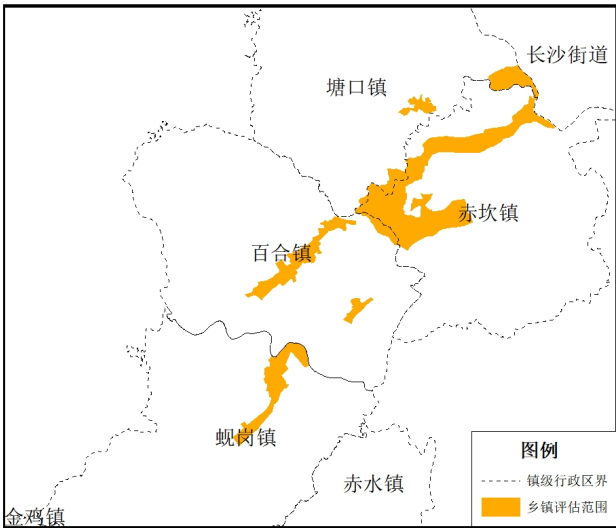 长沙街道
塘口镇
赤坎镇
百合镇
蚬岗镇
赤水镇
金鸡镇
图例
镇级行政区界
乡镇评估范围